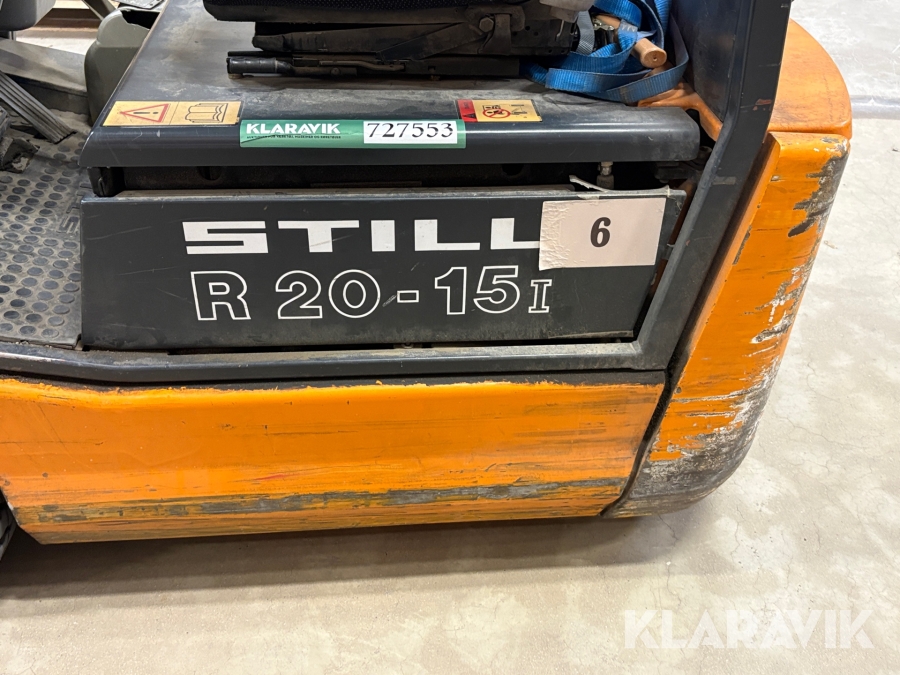 KLARAVIK 727553
STILL 6
R 20-15I
KLARAVIK